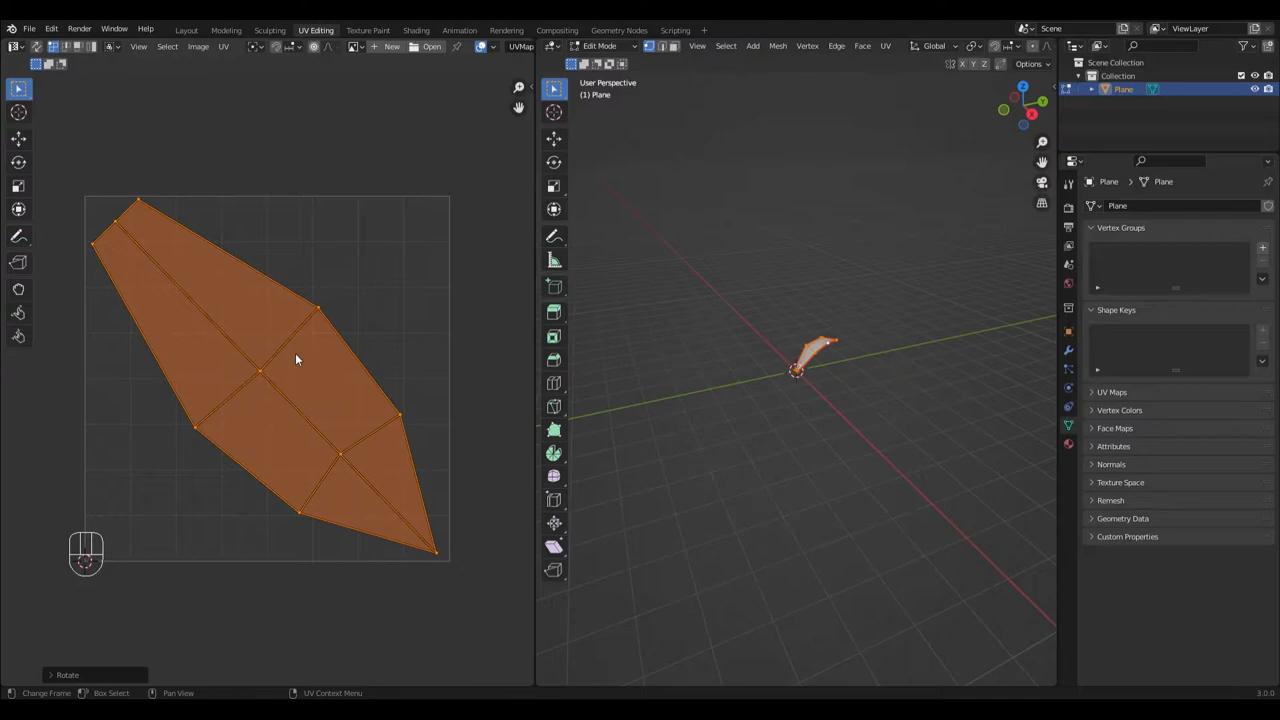 File Edit Render Window Help Layout Modeling Sculpting UV Editing Texture Paint Shading Animation Rendering Compositing Geometry Nodes Scripting Scene ViewLayer
View Select Image UV New Open UVMap Edit Mode View Select Add Mesh Vertex Edge Face UV Global
X Y Z Options
User Perspective
(1) Plane
Scene Collection
Collection
Plane
Z
Y
X
Plane Plane
Plane
Vertex Groups
Shape Keys
UV Maps
Vertex Colors
Face Maps
Attributes
Normals
Texture Space
Remesh
Geometry Data
Custom Properties
Rotate
Change Frame Box Select Pan View UV Context Menu 3.0.0